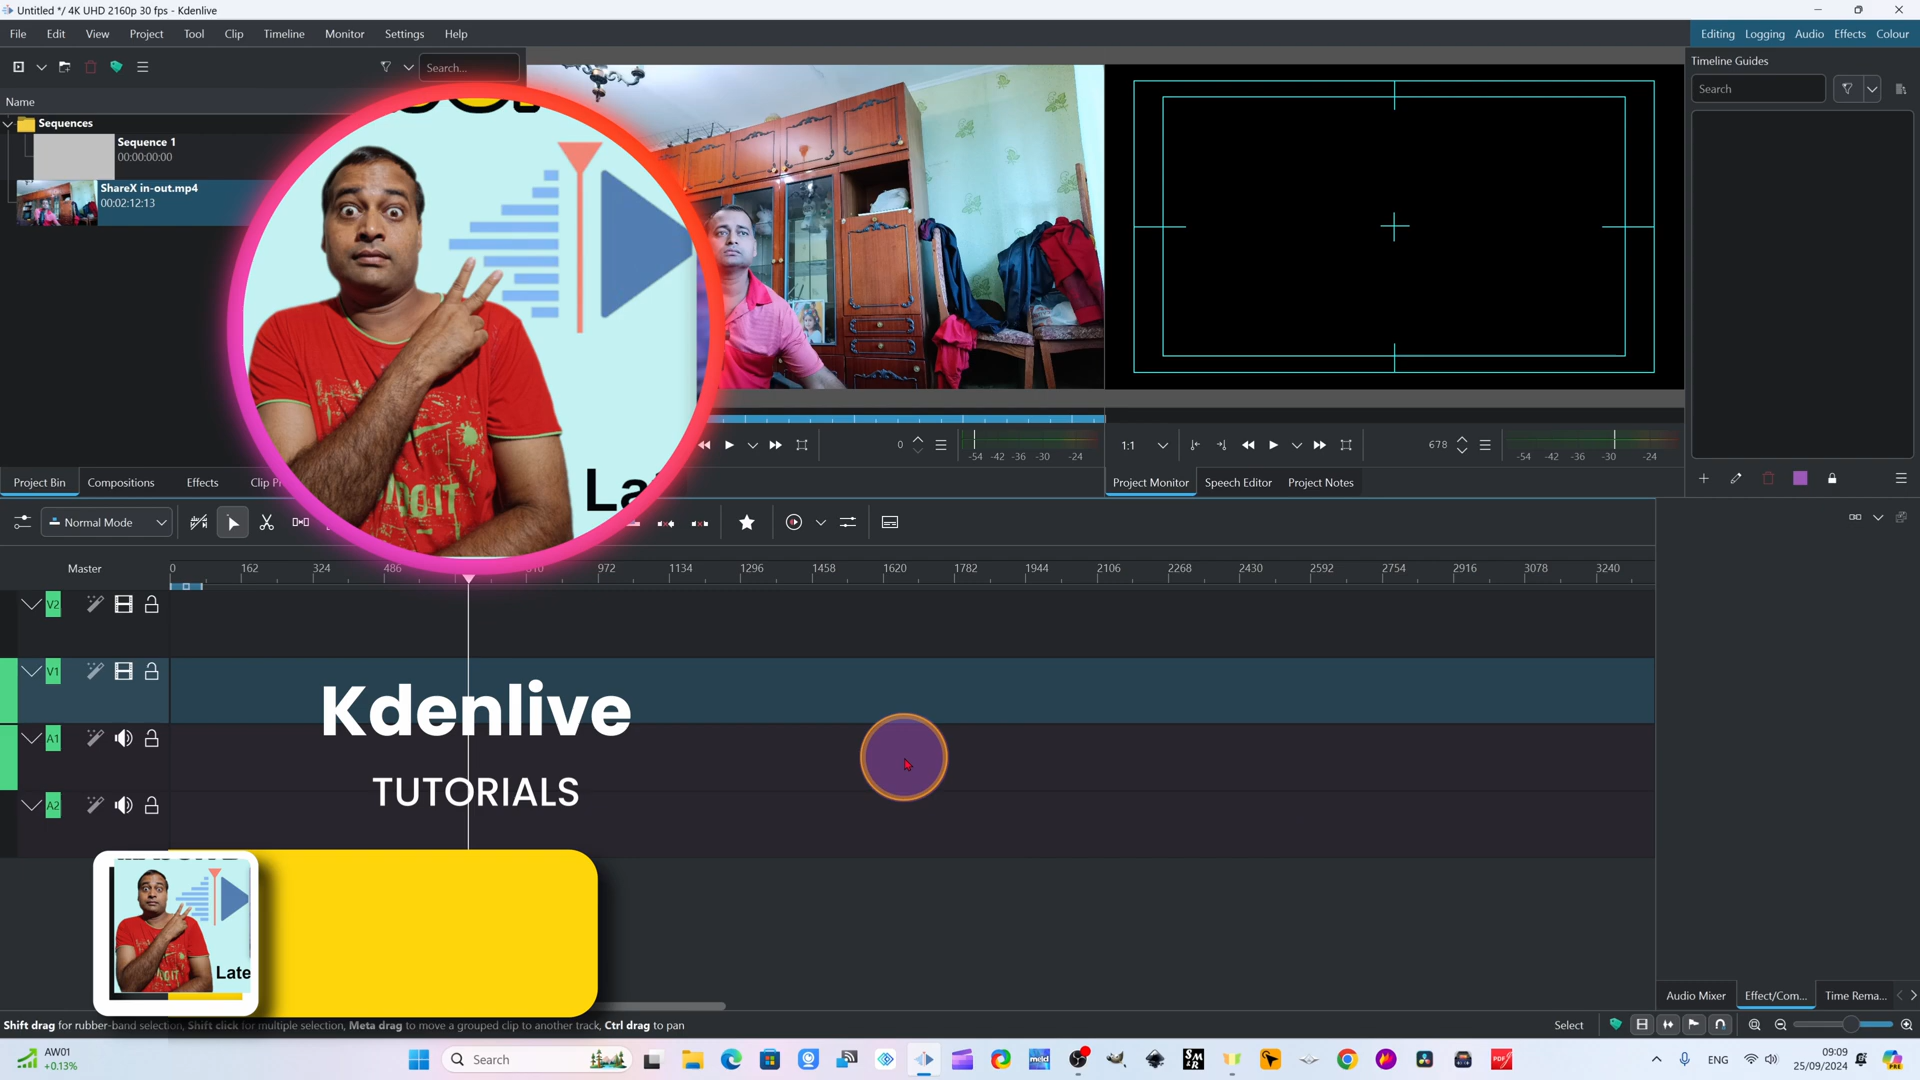 Untitled */ 4K UHD 2160p 30 fps - Kdenlive
File Edit View Project Tool Clip Timeline Monitor Settings Help
Editing Logging Audio Effects Colour
Search...
Timeline Guides
Search
Name
Sequences
Sequence 1
00:00:00:00
ShareX in-out.mp4
00:02:12:13
La
0
-54 -42 -36 -30 -24
1:1
678
-54 -42 -36 -30 -24
Project Bin Compositions Effects Clip P
Project Monitor Speech Editor Project Notes
Normal Mode
Master
0 162 324 486 810 972 1134 1296 1458 1620 1782 1944 2106 2268 2430 2592 2754 2916 3078 3240
V2
V1
Kdenlive
A1
TUTORIALS
A2
Late
Audio Mixer Effect/Com... Time Rema...
Shift drag for rubber-band selection, Shift click for multiple selection, Meta drag to move a grouped clip to another track, Ctrl drag to pan
Select
AW01
+0.13%
Search
ENG
09:09
25/09/2024